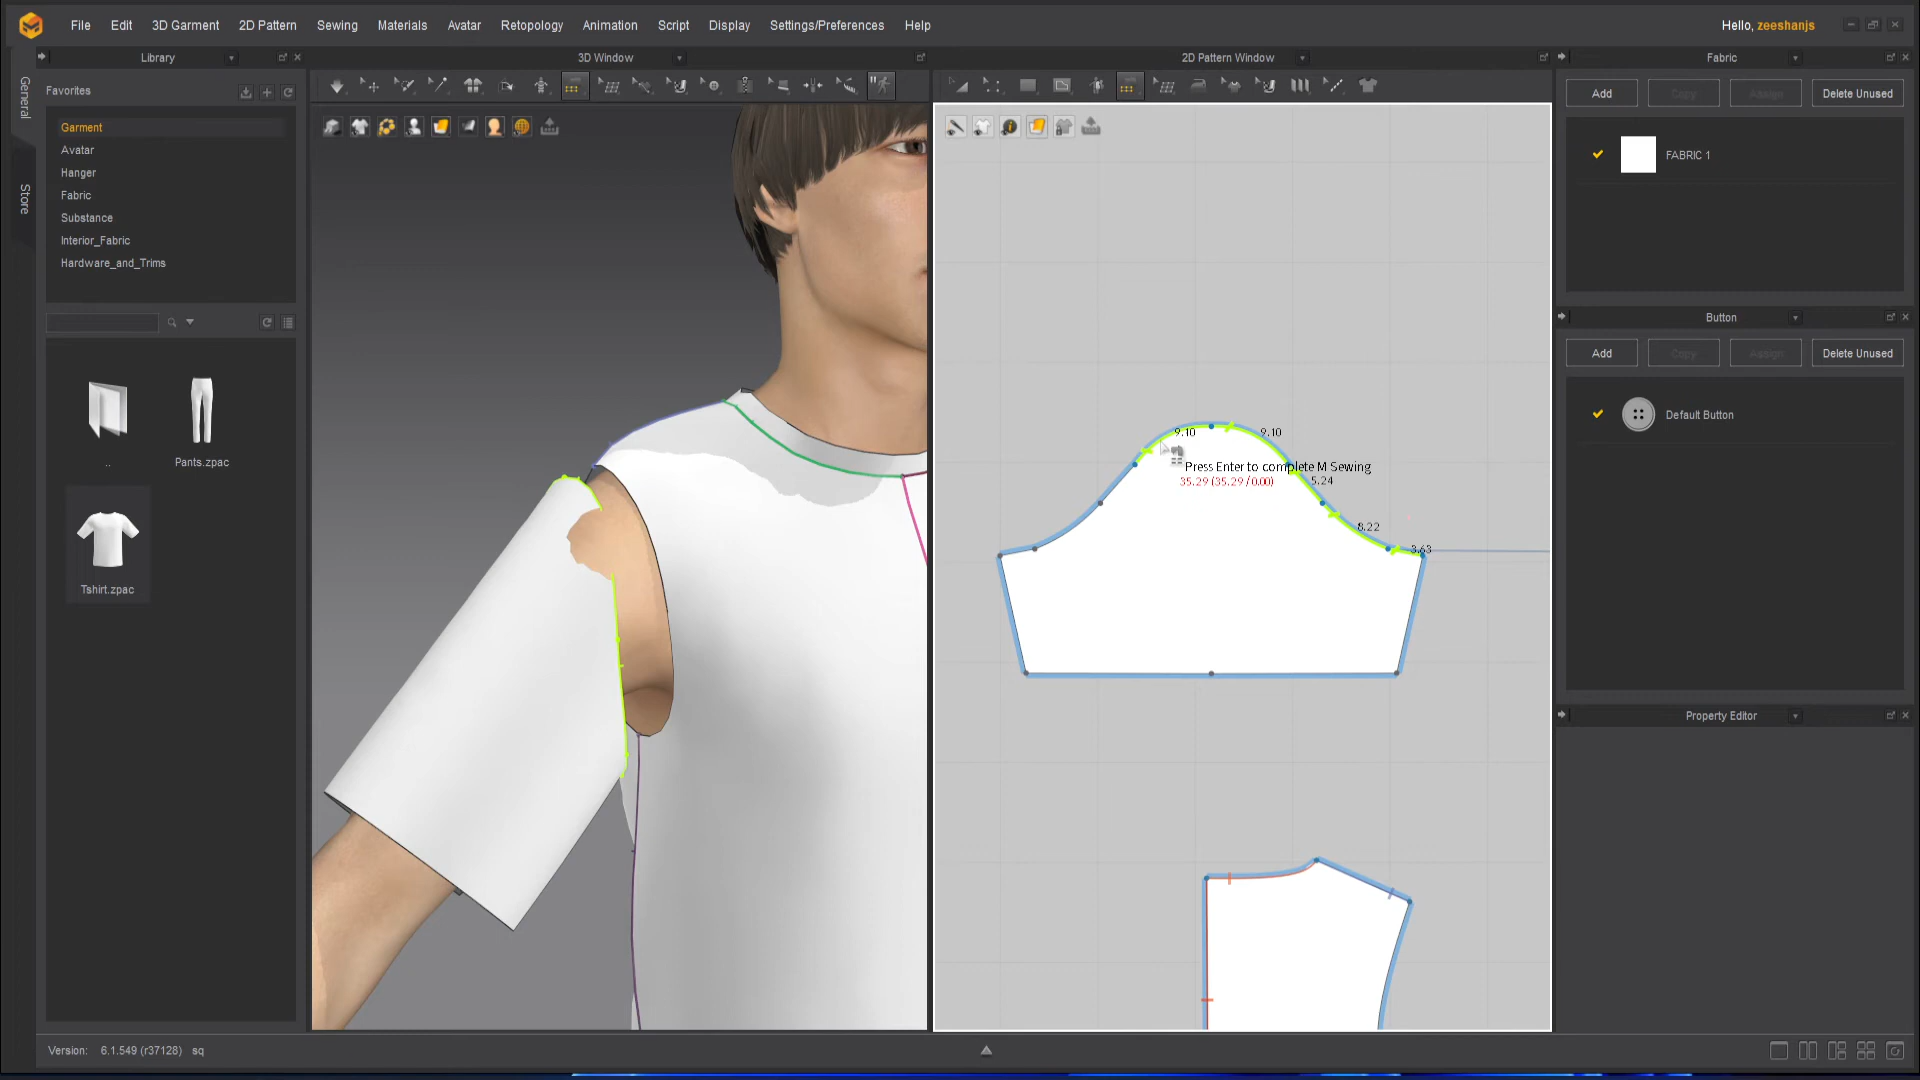 File Edit 3D Garment 2D Pattern Sewing Materials Avatar Retopology Animation Script Display Settings/Preferences Help
Hello, zeeshanjs
Library
3D Window
2D Pattern Window
Fabric
General
Store
Favorites
Garment
Avatar
Hanger
Fabric
Substance
Interior_Fabric
Hardware_and_Trims
..
Pants.zpac
Tshirt.zpac
9.10
9.10
Press Enter to complete M Sewing
35.29 (35.29 / 0.00)
5.24
8.22
3.63
Add Copy Assign Delete Unused
FABRIC 1
Button
Add Copy Assign Delete Unused
Default Button
Property Editor
Version: 6.1.549 (r37128) sq